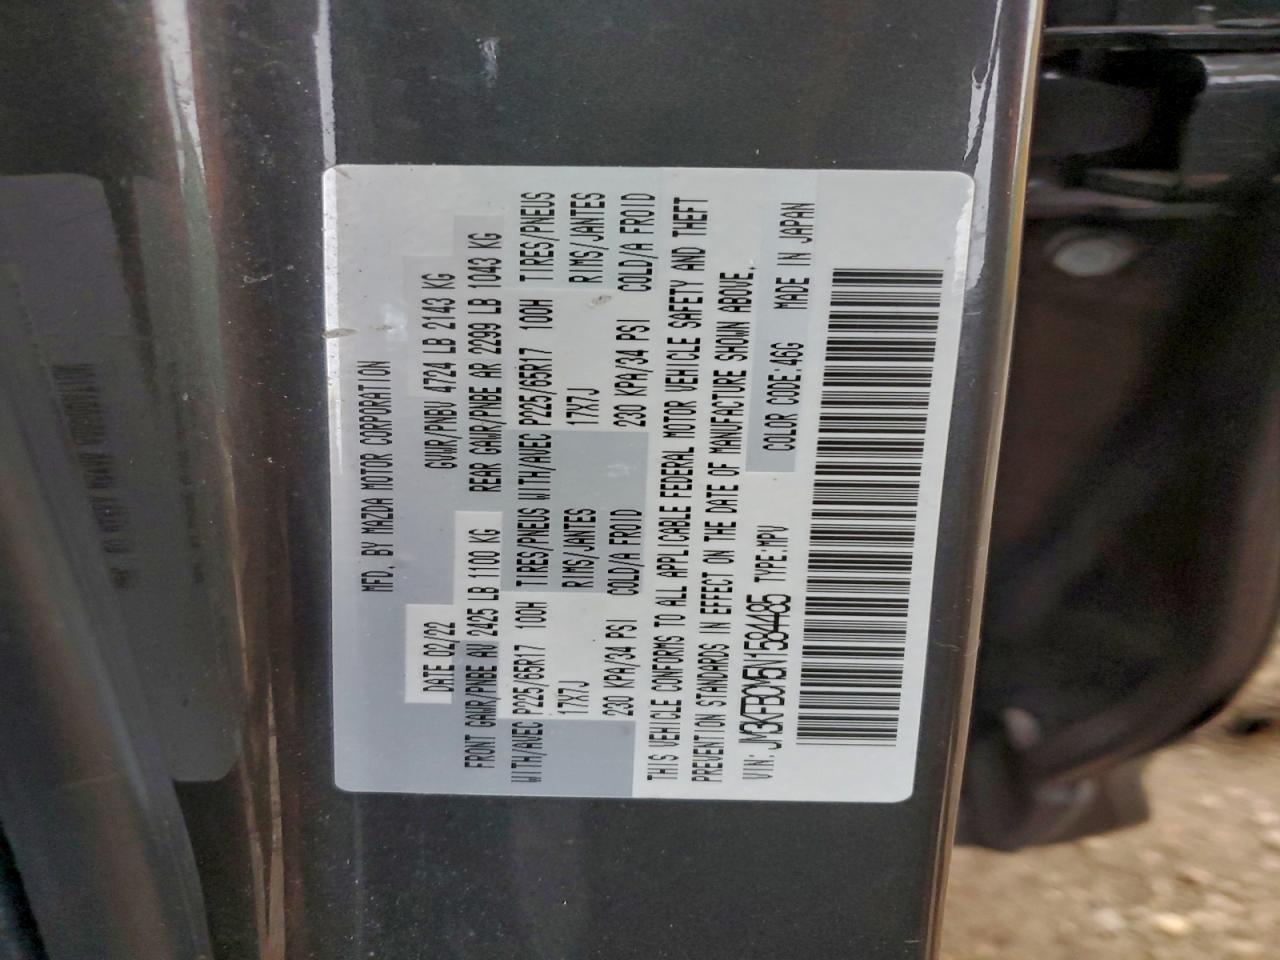 MFD. BY MAZDA MOTOR CORPORATION
DATE 02/22 GVWR/PNBV 4724 LB 2143 KG
FRONT GAWR/PNBE AV 2425 LB 1100 KG REAR GAWR/PNBE AR 2299 LB 1043 KG
WITH/AVEC P225/65R17 100H TIRES/PNEUS WITH/AVEC P225/65R17 100H TIRES/PNEUS
17X7J RIMS/JANTES 17X7J RIMS/JANTES
230 KPA/34 PSI COLD/A FROID 230 KPA/34 PSI COLD/A FROID
THIS VEHICLE CONFORMS TO ALL APPLICABLE FEDERAL MOTOR VEHICLE SAFETY AND THEFT
PREVENTION STANDARDS IN EFFECT ON THE DATE OF MANUFACTURE SHOWN ABOVE.
VIN: JM3KFBCM5N1584485 TYPE:MPV COLOR CODE:46G MADE IN JAPAN